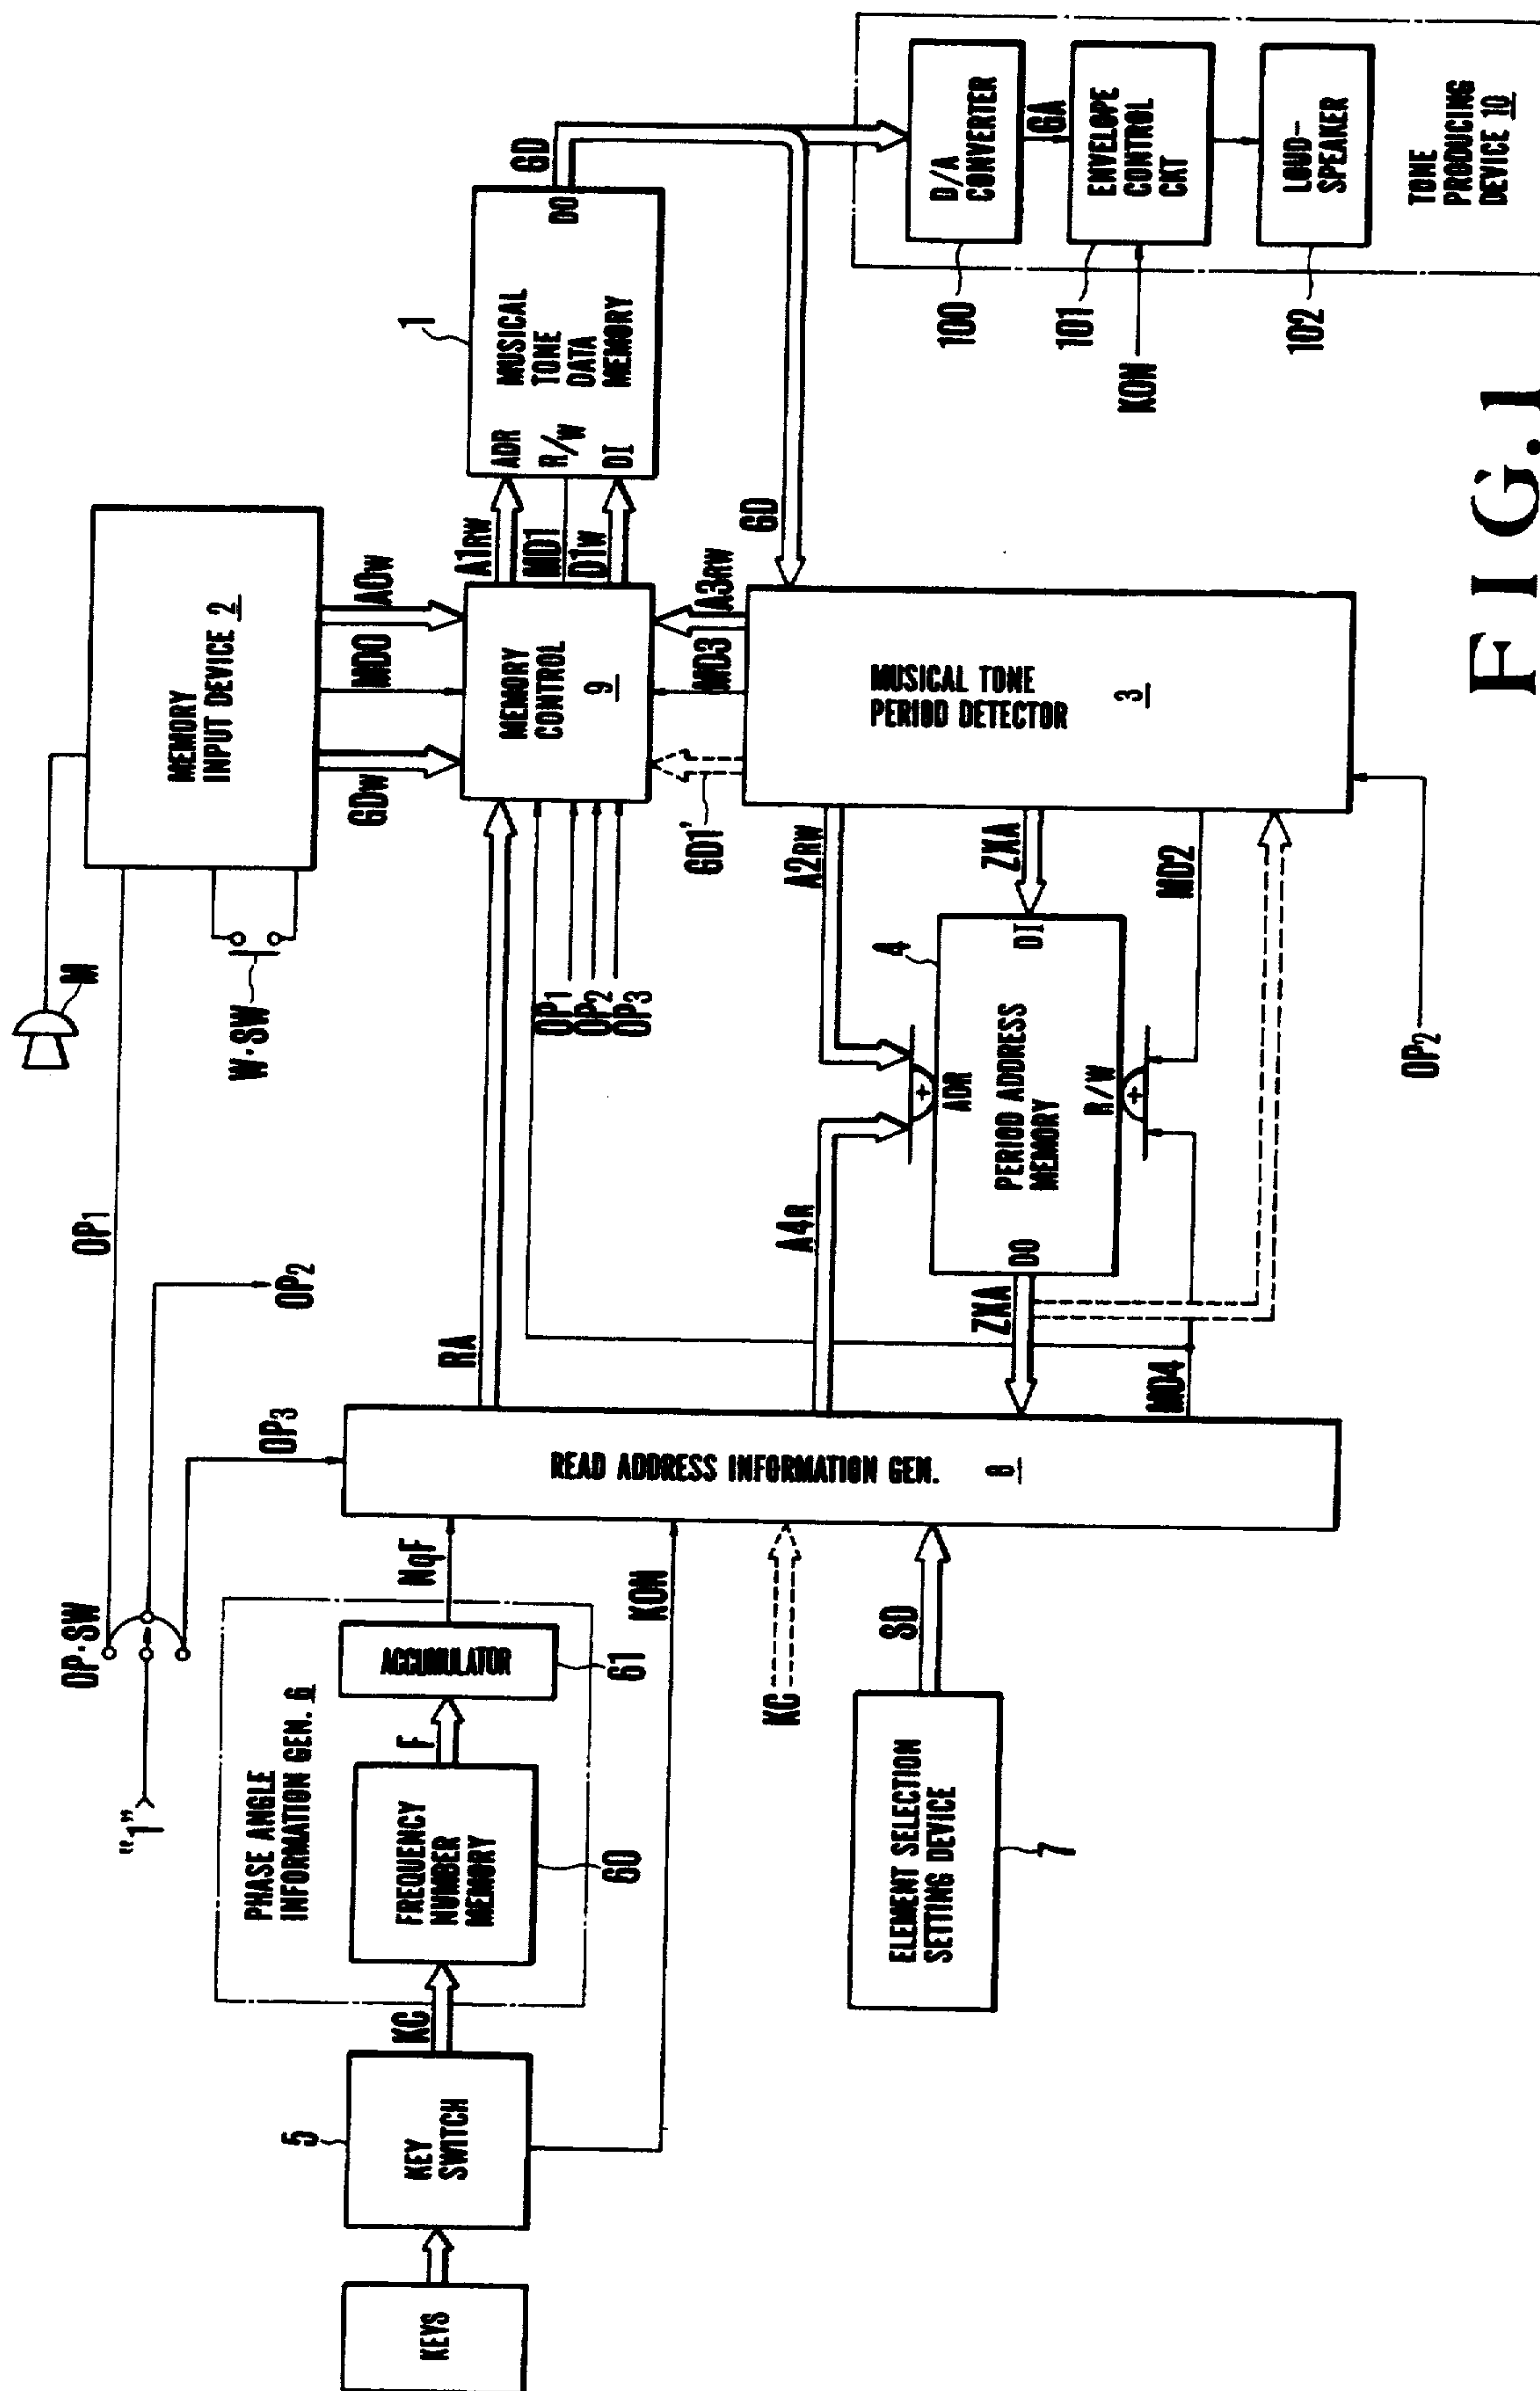 M
W·SW
OP·SW
"1"
OP1
OP2
OP3
MEMORY
INPUT DEVICE 2
GDW
MD0
A0W
KEYS
5
KEY
SWITCH
KC
PHASE ANGLE
INFORMATION GEN. 6
FREQUENCY
NUMBER
MEMORY
60
F
ACCUMULATOR
61
NqF
KON
KC
SD
ELEMENT SELECTION
SETTING DEVICE
7
READ ADDRESS INFORMATION GEN. 8
RA
OP1
OP2
OP3
MEMORY
CONTROL
9
A1RW
MD1
D1W
1
MUSICAL
TONE
DATA
MEMORY
ADR
R/W
DI
DO
GD
GD
GD1'
MD3
A3RW
MUSICAL TONE
PERIOD DETECTOR 3
A2RW
ZXA
MD2
A4R
4
PERIOD ADDRESS
MEMORY
ADR
R/W
DI
DO
ZXA
MD4
OP2
D/A
CONVERTER
100
GA
ENVELOPE
CONTROL
CKT
101
KON
LOUD-
SPEAKER
102
TONE
PRODUCING
DEVICE 10
FIG.1